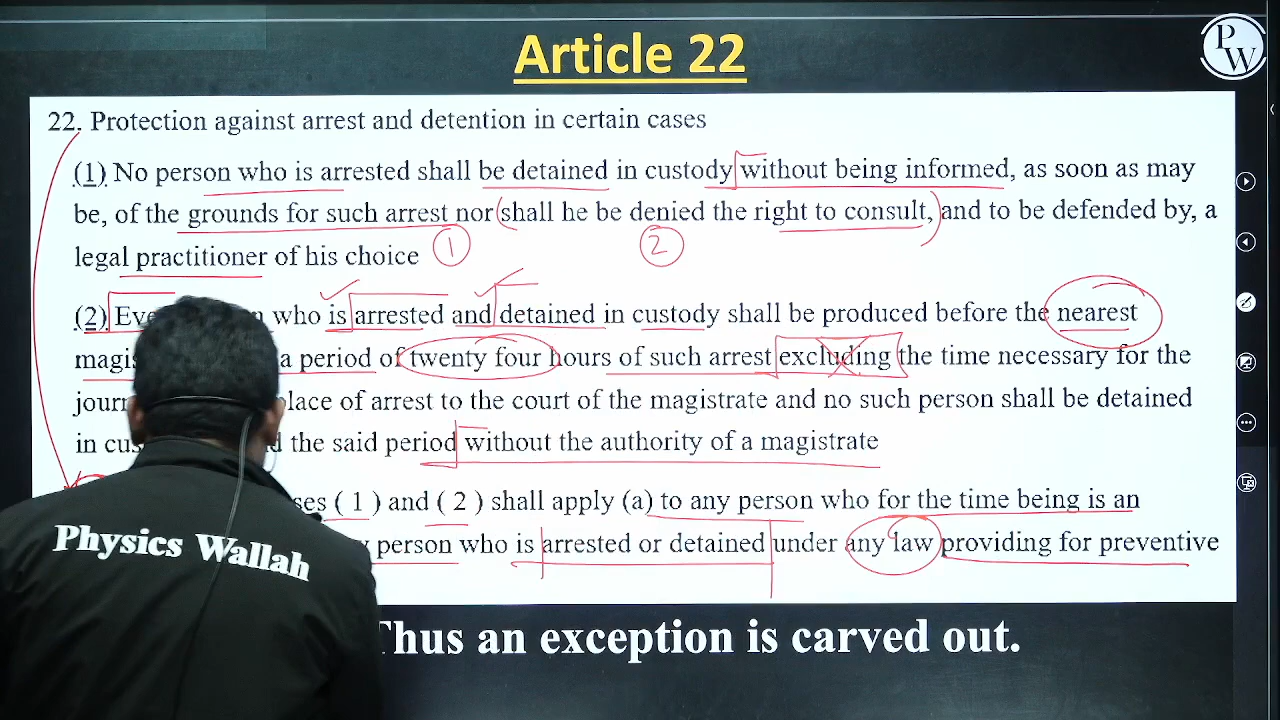 Article 22
PW
22. Protection against arrest and detention in certain cases
(1) No person who is arrested shall be detained in custody without being informed, as soon as may
be, of the grounds for such arrest nor shall he be denied the right to consult, and to be defended by, a
legal practitioner of his choice
1 2
(2) who is arrested and detained in custody shall be produced before the nearest
a period of twenty four hours of such arrest excluding the time necessary for the
of arrest to the court of the magistrate and no such person shall be detained
in the said period without the authority of a magistrate
( 1 ) and ( 2 ) shall apply (a) to any person who for the time being is an
person who is arrested or detained under any law providing for preventive
Thus an exception is carved out.
Physics Wallah